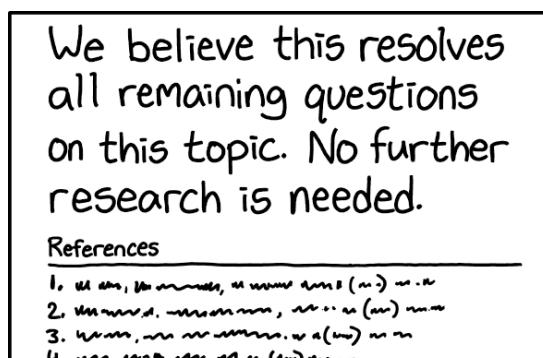 We believe this resolves
all remaining questions
on this topic. No further
research is needed.
References
1.
2.
3.
4.